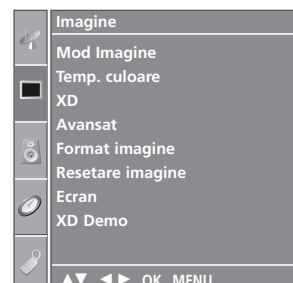 Imagine
Mod Imagine
Temp. culoare
XD
Avansat
Format imagine
Resetare imagine
Ecran
XD Demo
▲▼ ◄► OK MENU